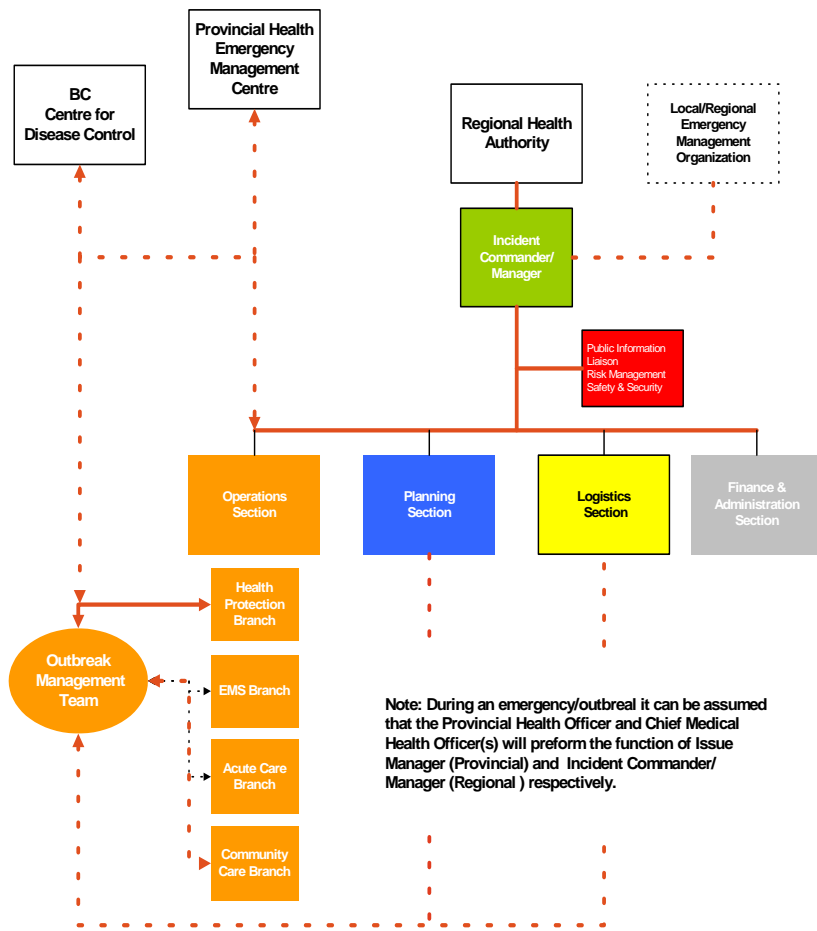 Provincial Health
Emergency
Management
Centre
BC
Centre for
Disease Control
Regional Health
Authority
Local/Regional
Emergency
Management
Organization
Incident
Commander/
Manager
Public Information
Liaison
Risk Management
Safety & Security
Operations
Section
Planning
Section
Logistics
Section
Finance &
Administration
Section
Health
Protection
Branch
Outbreak
Management
Team
EMS Branch
Acute Care
Branch
Community
Care Branch
Note: During an emergency/outbreal it can be assumed
that the Provincial Health Officer and Chief Medical
Health Officer(s) will preform the function of Issue
Manager (Provincial) and Incident Commander/
Manager (Regional ) respectively.